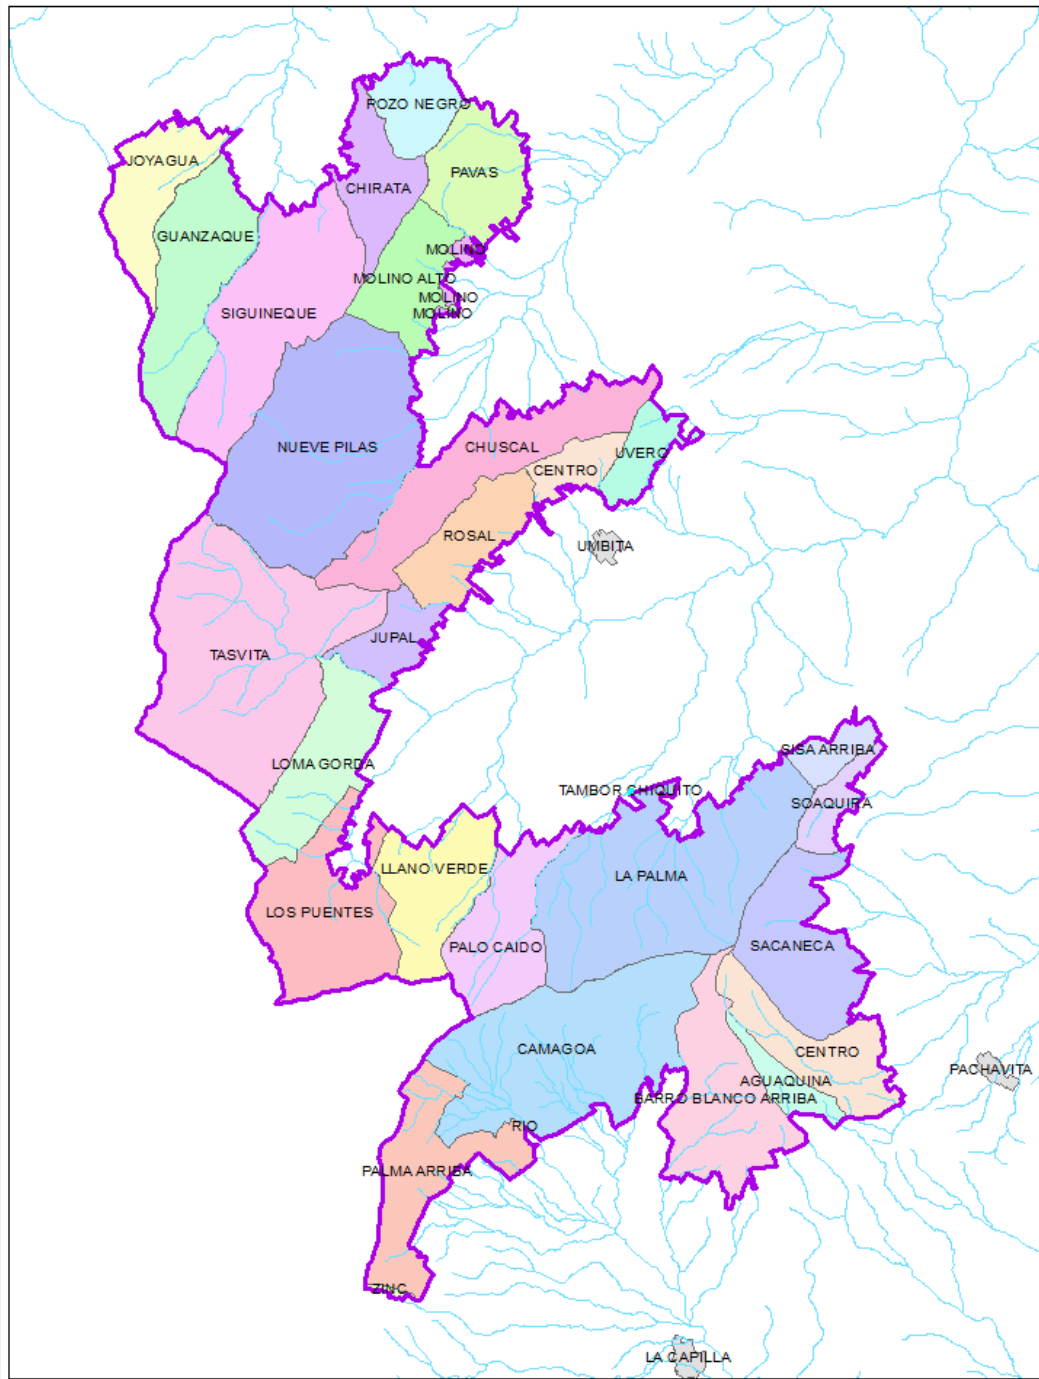 POZO NEGRO
JOYAGUA
PAVAS
CHIRATA
GUANZAQUE
MOLINO
MOLINO ALTO
MOLINO
MOLINO
SIGUINEQUE
NUEVE PILAS
CHUSCAL
UVERO
CENTRO
ROSAL
UMBITA
JUPAL
TASVITA
SISA ARRIBA
LOMA GORDA
TAMBOR CHIQUITO
SOAQUIRA
LLANO VERDE
LA PALMA
LOS PUENTES
PALO CAIDO
SACANECA
CAMAGOA
CENTRO
PACHAVITA
AGUAQUINA
BARRO BLANCO ARRIBA
RIO
PALMA ARRIBA
ZINC
LA CAPILLA